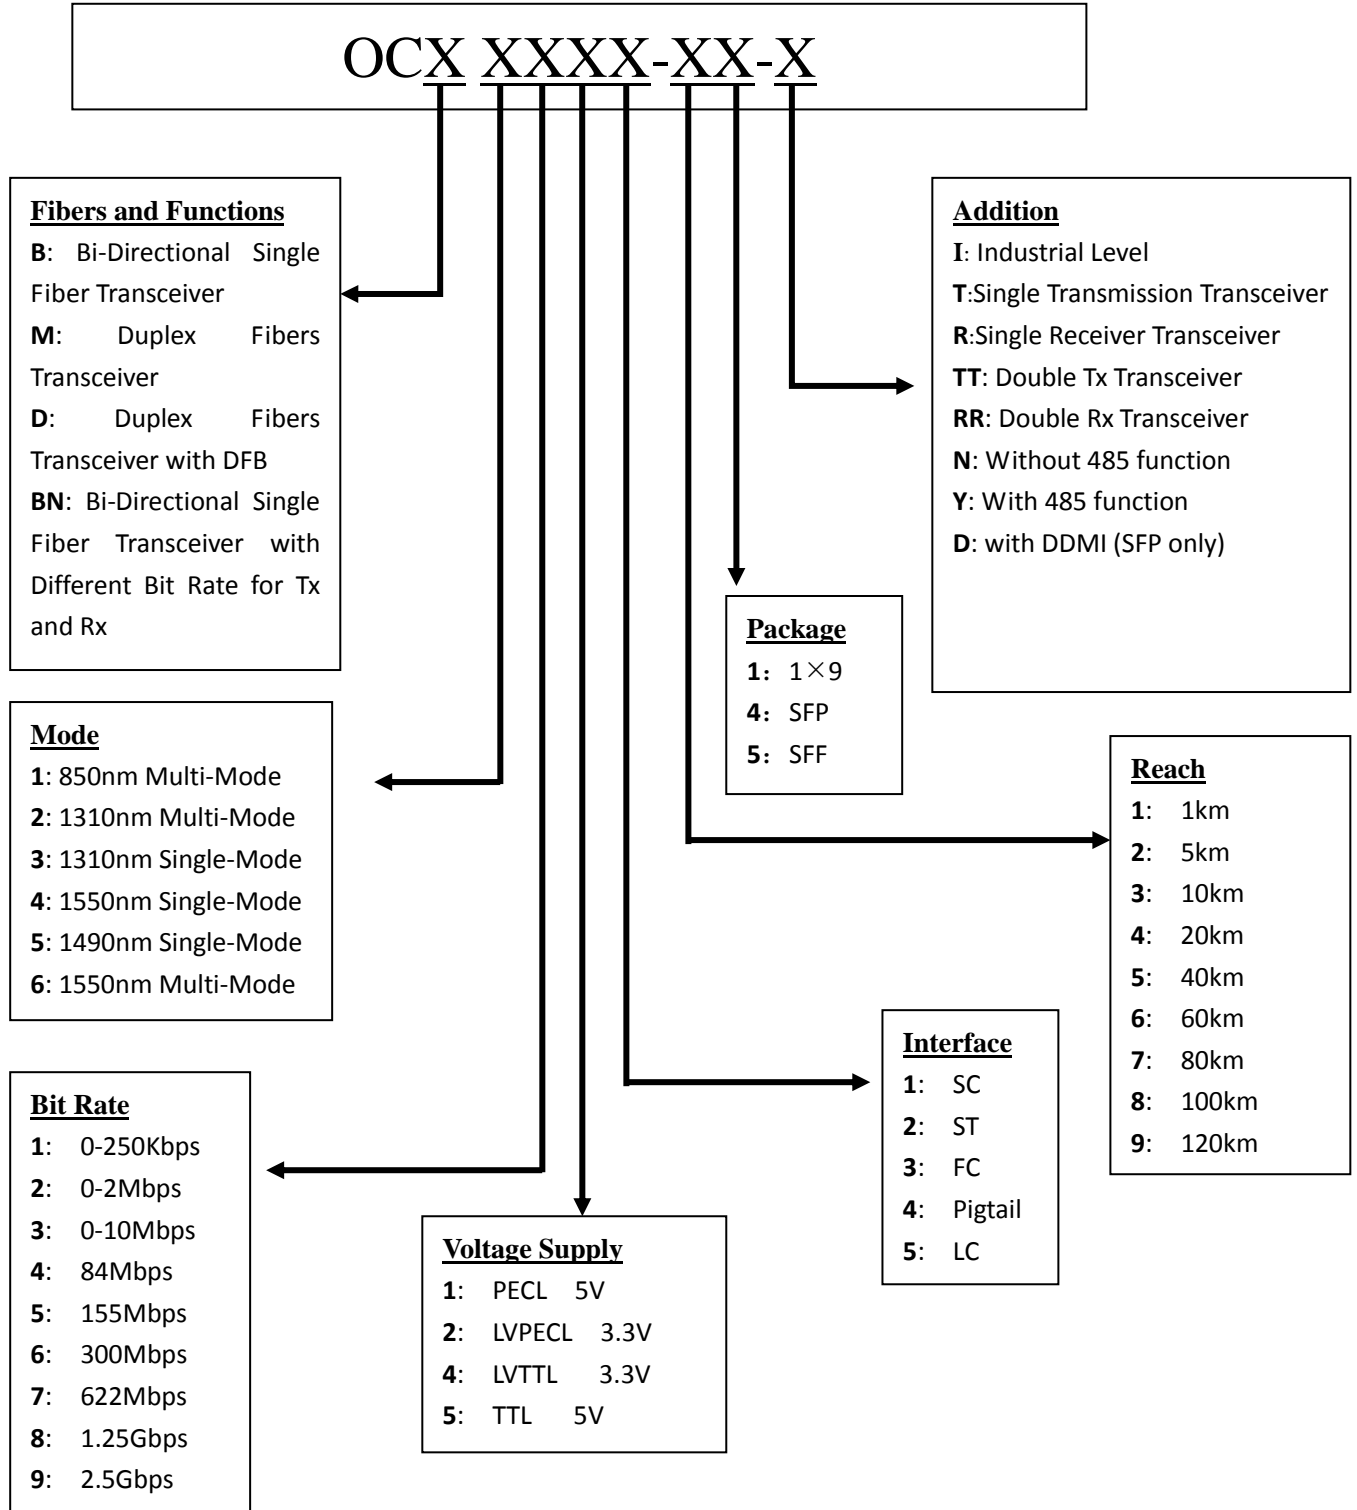 OCX XXXX-XX-X
Fibers and Functions
B: Bi-Directional Single
Fiber Transceiver
M: Duplex Fibers
Transceiver
D: Duplex Fibers
Transceiver with DFB
BN: Bi-Directional Single
Fiber Transceiver with
Different Bit Rate for Tx
and Rx
Addition
I: Industrial Level
T:Single Transmission Transceiver
R:Single Receiver Transceiver
TT: Double Tx Transceiver
RR: Double Rx Transceiver
N: Without 485 function
Y: With 485 function
D: with DDMI (SFP only)
Package
1: 1×9
4: SFP
5: SFF
Mode
1: 850nm Multi-Mode
2: 1310nm Multi-Mode
3: 1310nm Single-Mode
4: 1550nm Single-Mode
5: 1490nm Single-Mode
6: 1550nm Multi-Mode
Reach
1: 1km
2: 5km
3: 10km
4: 20km
5: 40km
6: 60km
7: 80km
8: 100km
9: 120km
Interface
1: SC
2: ST
3: FC
4: Pigtail
5: LC
Bit Rate
1: 0-250Kbps
2: 0-2Mbps
3: 0-10Mbps
4: 84Mbps
5: 155Mbps
6: 300Mbps
7: 622Mbps
8: 1.25Gbps
9: 2.5Gbps
Voltage Supply
1: PECL 5V
2: LVPECL 3.3V
4: LVTTL 3.3V
5: TTL 5V